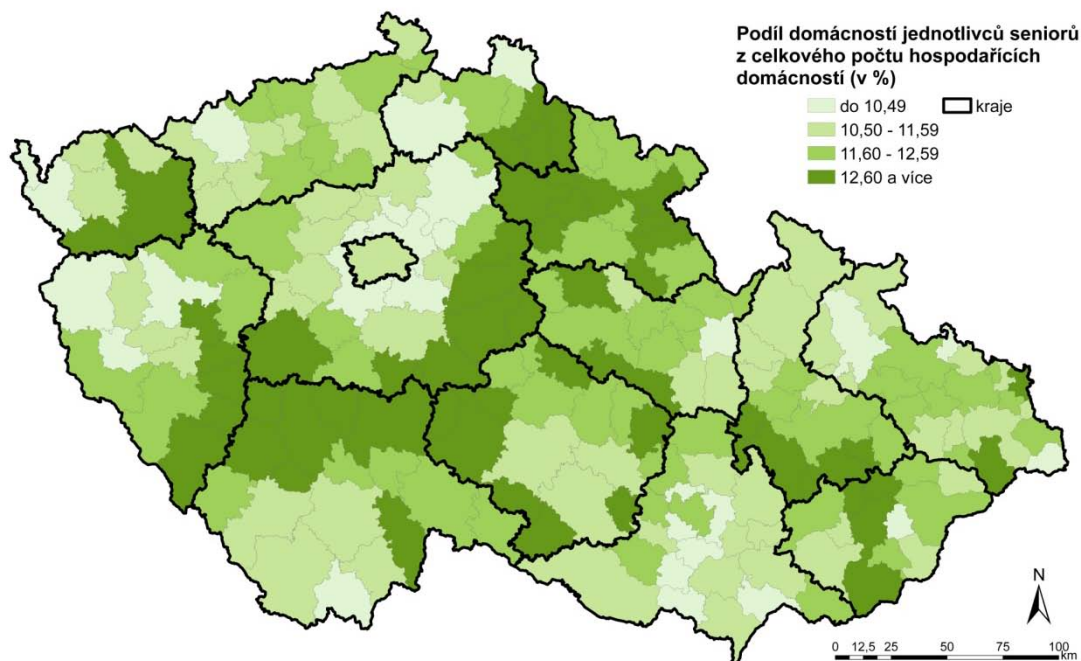 Podíl domácností jednotlivců seniorů
z celkového počtu hospodařících
domácností (v %)
do 10,49 kraje
10,50 - 11,59
11,60 - 12,59
12,60 a více
N
0 12,5 25 50 75 100
km